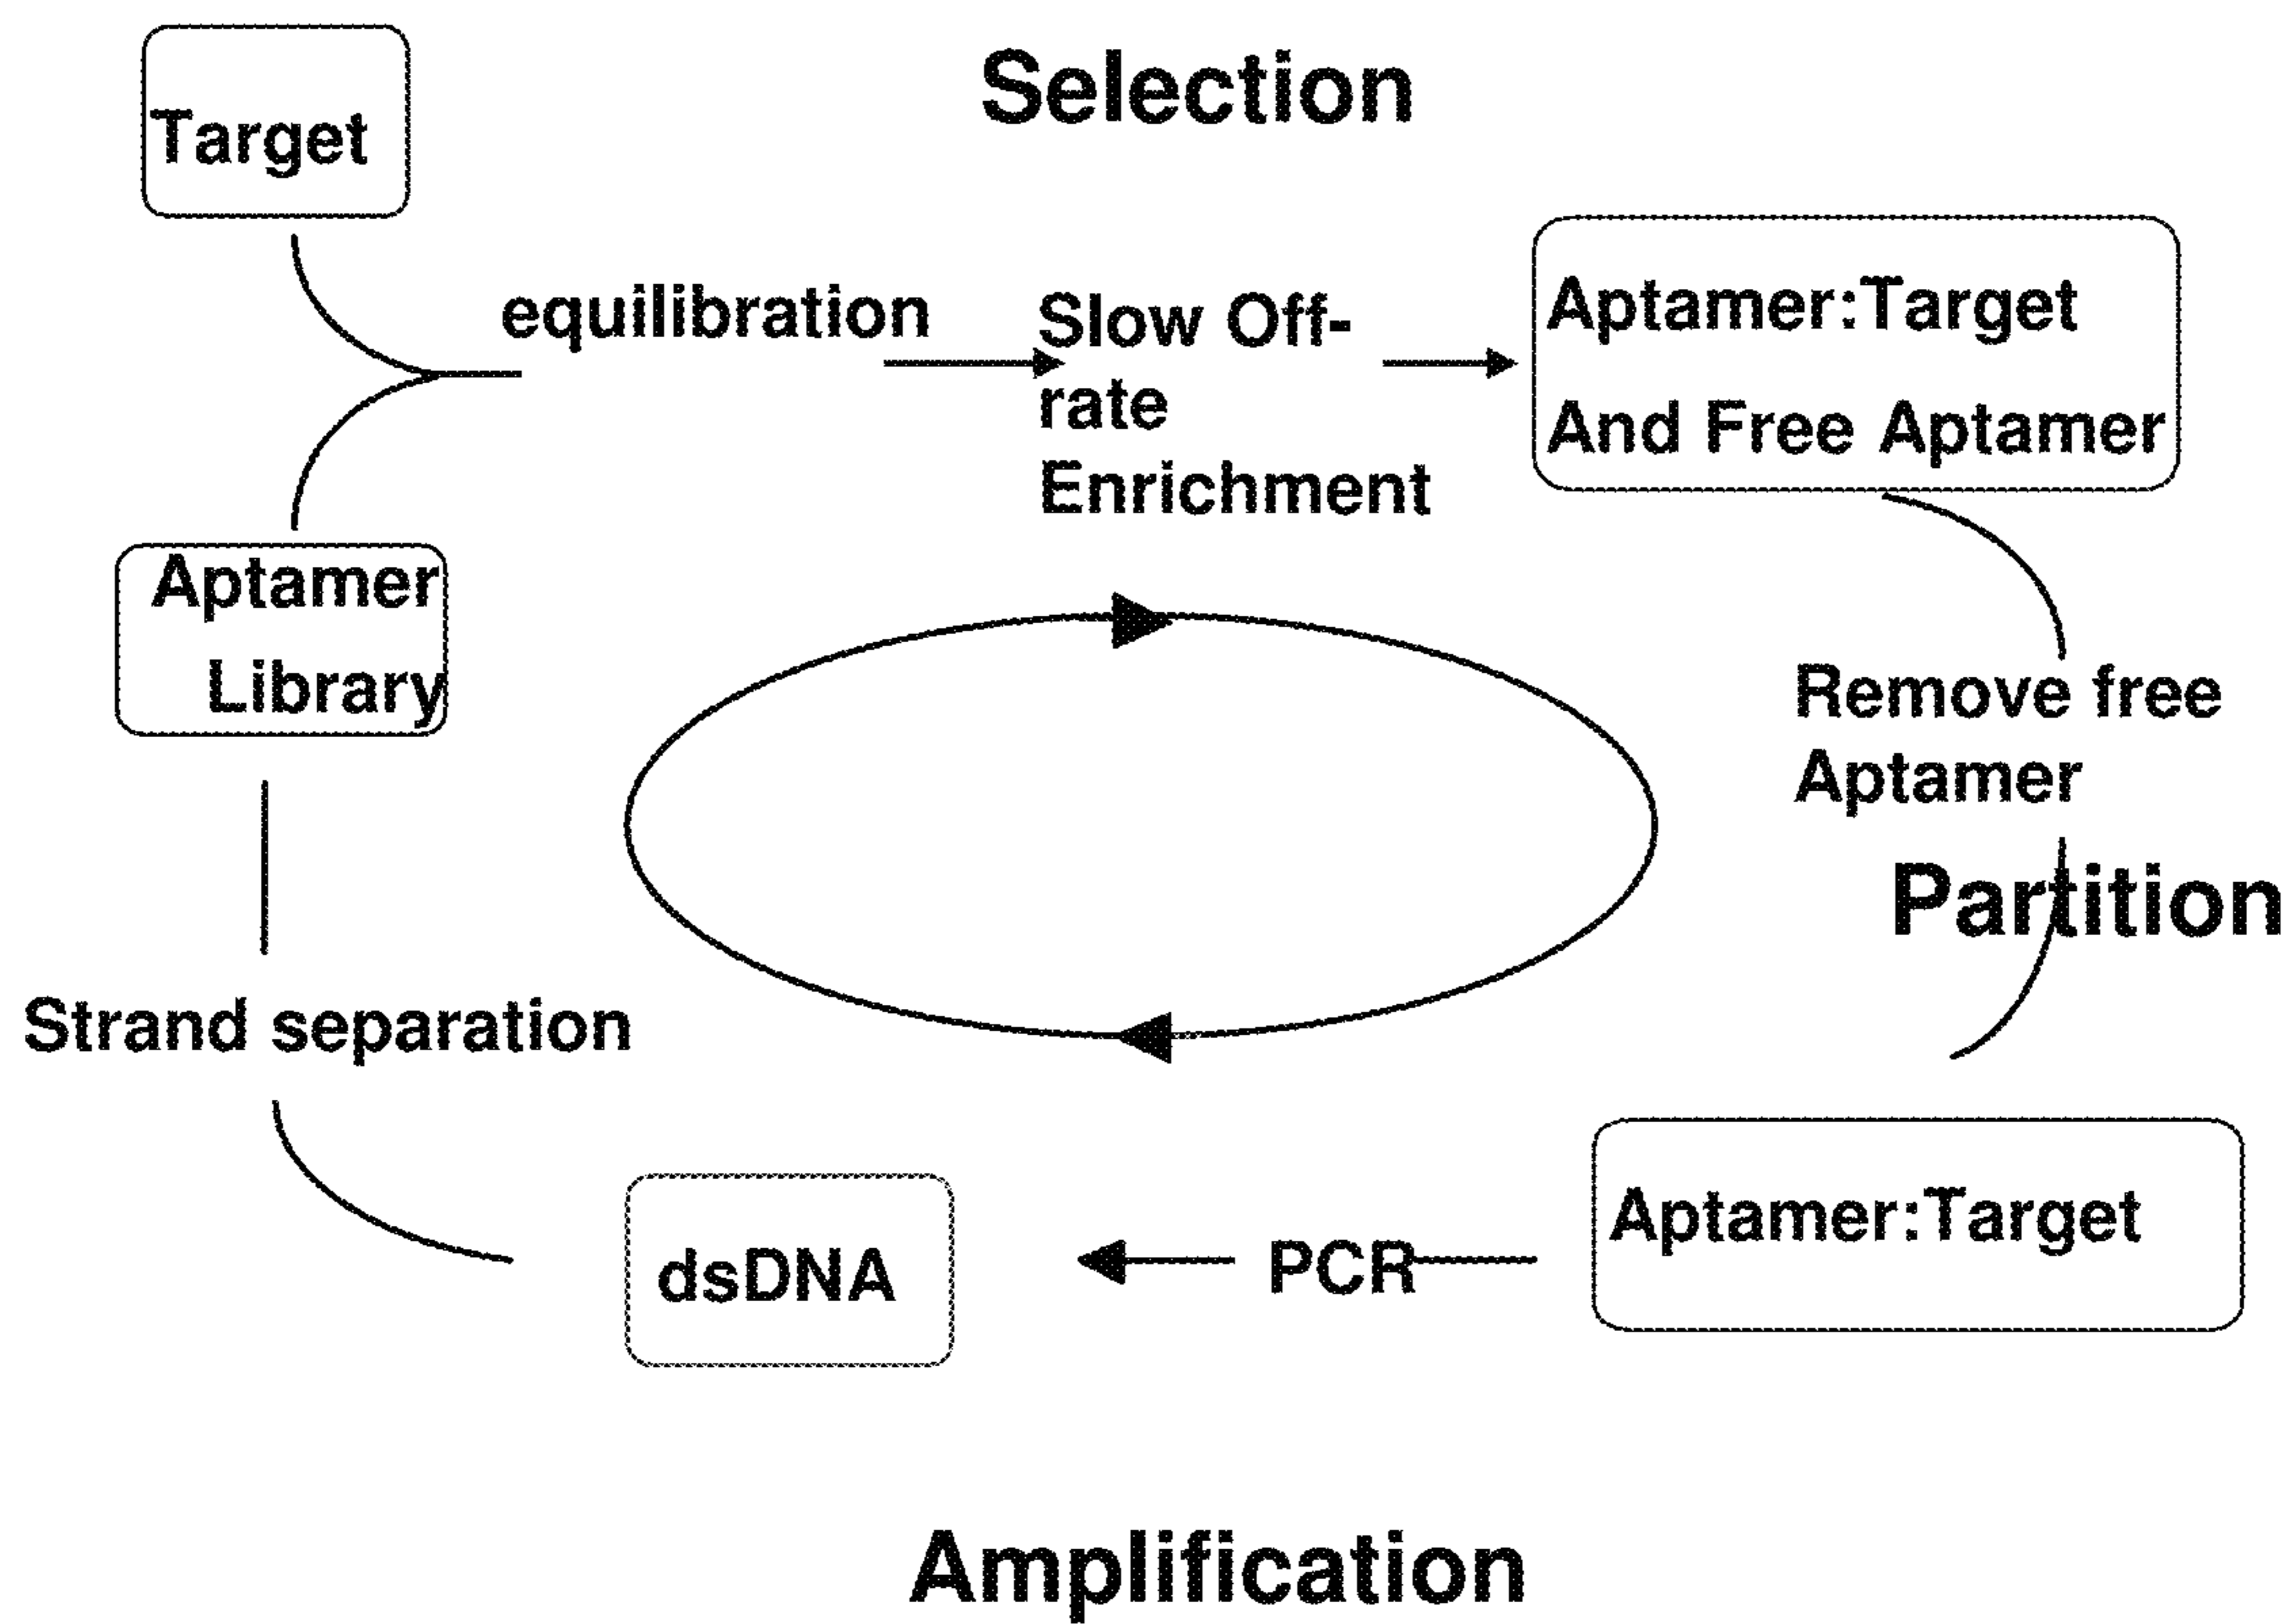 Selection
Target
equilibration
Slow Off-
rate
Enrichment
Aptamer:Target
And Free Aptamer
Aptamer
Library
Remove free
Aptamer
Partition
Strand separation
Aptamer:Target
PCR
dsDNA
Amplification